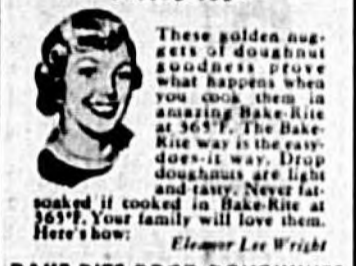 These golden nug-
gets of doughnut
goodness prove
what happens when
you cook them in
amazing Bake-Rite
at 365°F. The Bake-
Rite way is the easy-
does-it way. Drop
doughnuts are light
and tasty. Never fat-
soaked if cooked in Bake-Rite at
365°F. Your family will love them.
Here's how:
Eleanor Lee Wright